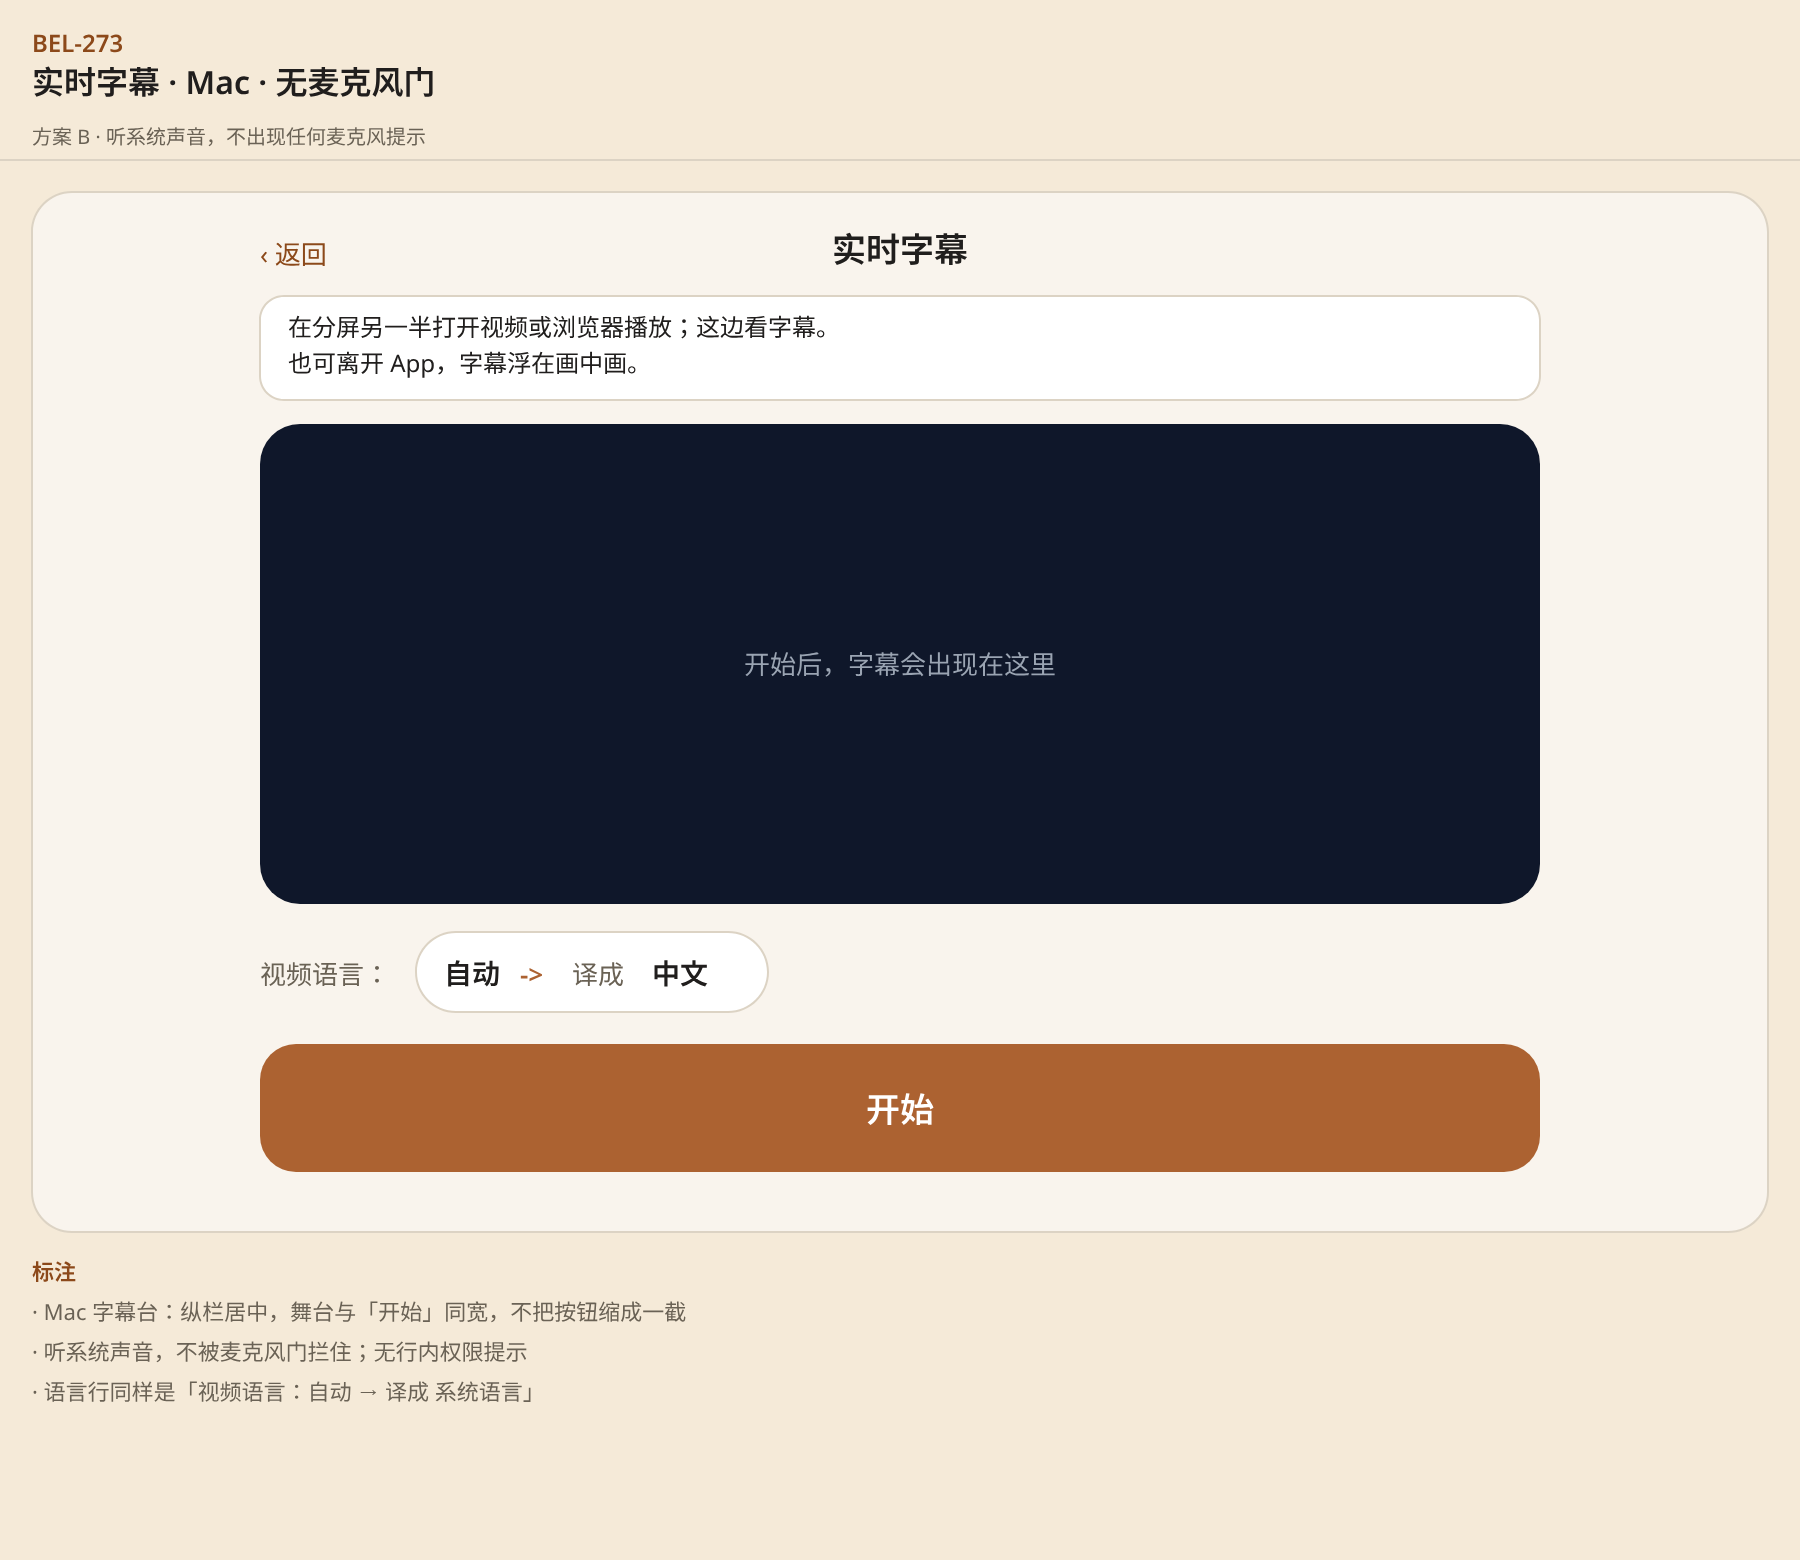 BEL-273
实时字幕 · Mac · 无麦克风门
方案 B · 听系统声音，不出现任何麦克风提示
‹ 返回
实时字幕
在分屏另一半打开视频或浏览器播放；这边看字幕。
也可离开 App，字幕浮在画中画。
开始后，字幕会出现在这里
视频语言： 自动 -> 译成 中文
开始
标注
· Mac 字幕台：纵栏居中，舞台与「开始」同宽，不把按钮缩成一截
· 听系统声音，不被麦克风门拦住；无行内权限提示
· 语言行同样是「视频语言：自动 → 译成 系统语言」